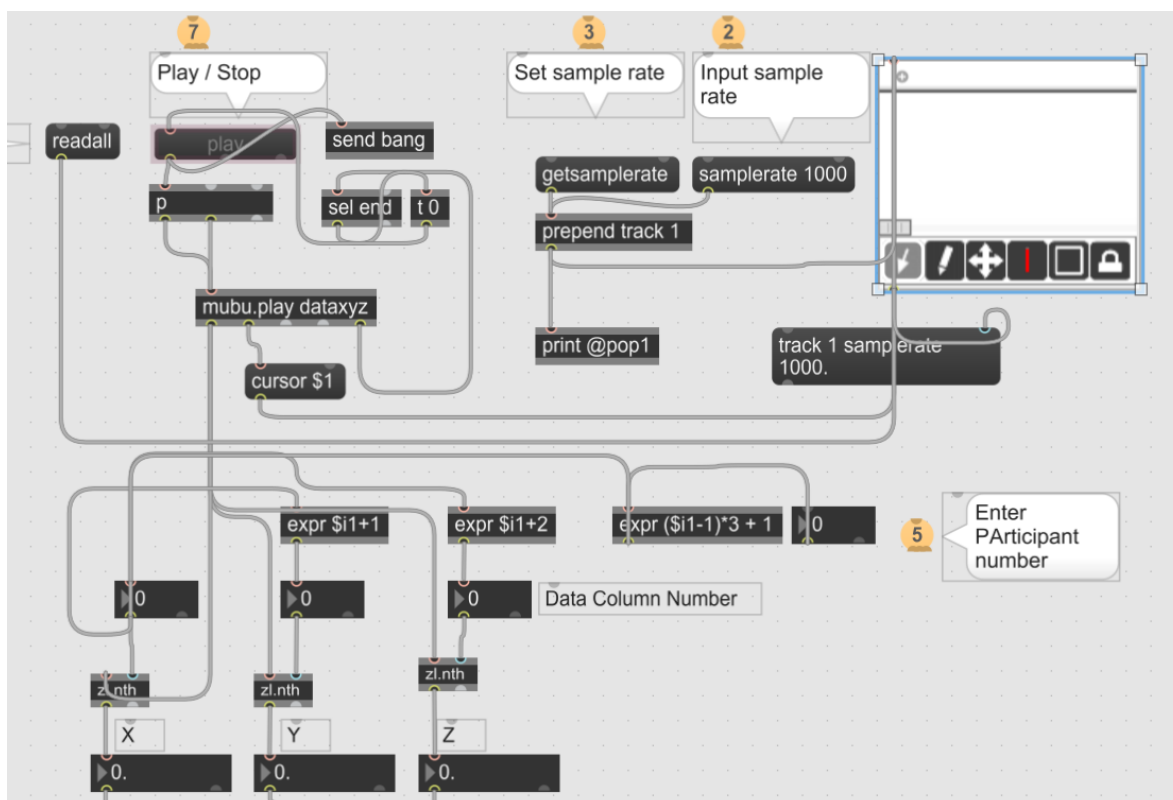 7
3
2
Play / Stop
Set sample rate
Input sample
rate
readall
play
send bang
getsamplerate
samplerate 1000
p
sel end
t 0
prepend track 1
mubu.play dataxyz
print @pop1
track 1 samplerate
1000.
cursor $1
expr $i1+1
expr $i1+2
expr ($i1-1)*3 + 1
0
5
Enter
PArticipant
number
0
0
0
Data Column Number
zl.nth
zl.nth
zl.nth
X
Y
Z
0.
0.
0.